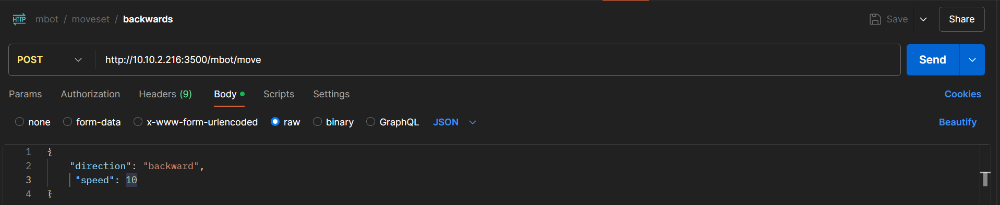 HTTP mbot / moveset / backwards Save Share
POST http://10.10.2.216:3500/mbot/move Send
Params Authorization Headers (9) Body Scripts Settings Cookies
none form-data x-www-form-urlencoded raw binary GraphQL JSON Beautify
1 {
2 "direction": "backward",
3 "speed": 10
4 }